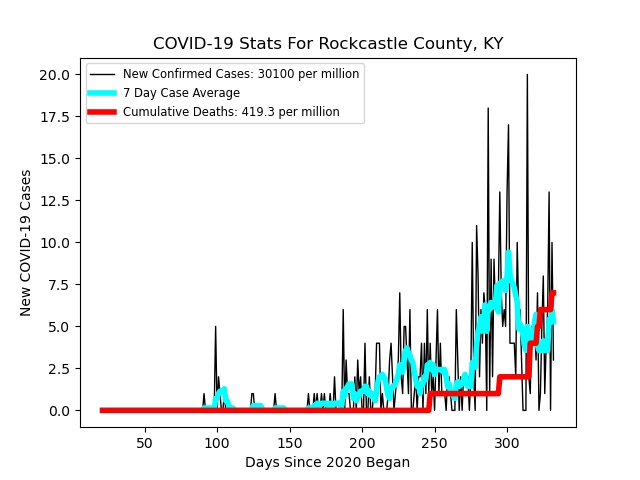 COVID-19 Stats For Rockcastle County, KY
New Confirmed Cases: 30100 per million
7 Day Case Average
Cumulative Deaths: 419.3 per million
20.0
17.5
15.0
12.5
10.0
7.5
5.0
2.5
0.0
New COVID-19 Cases
50 100 150 200 250 300
Days Since 2020 Began